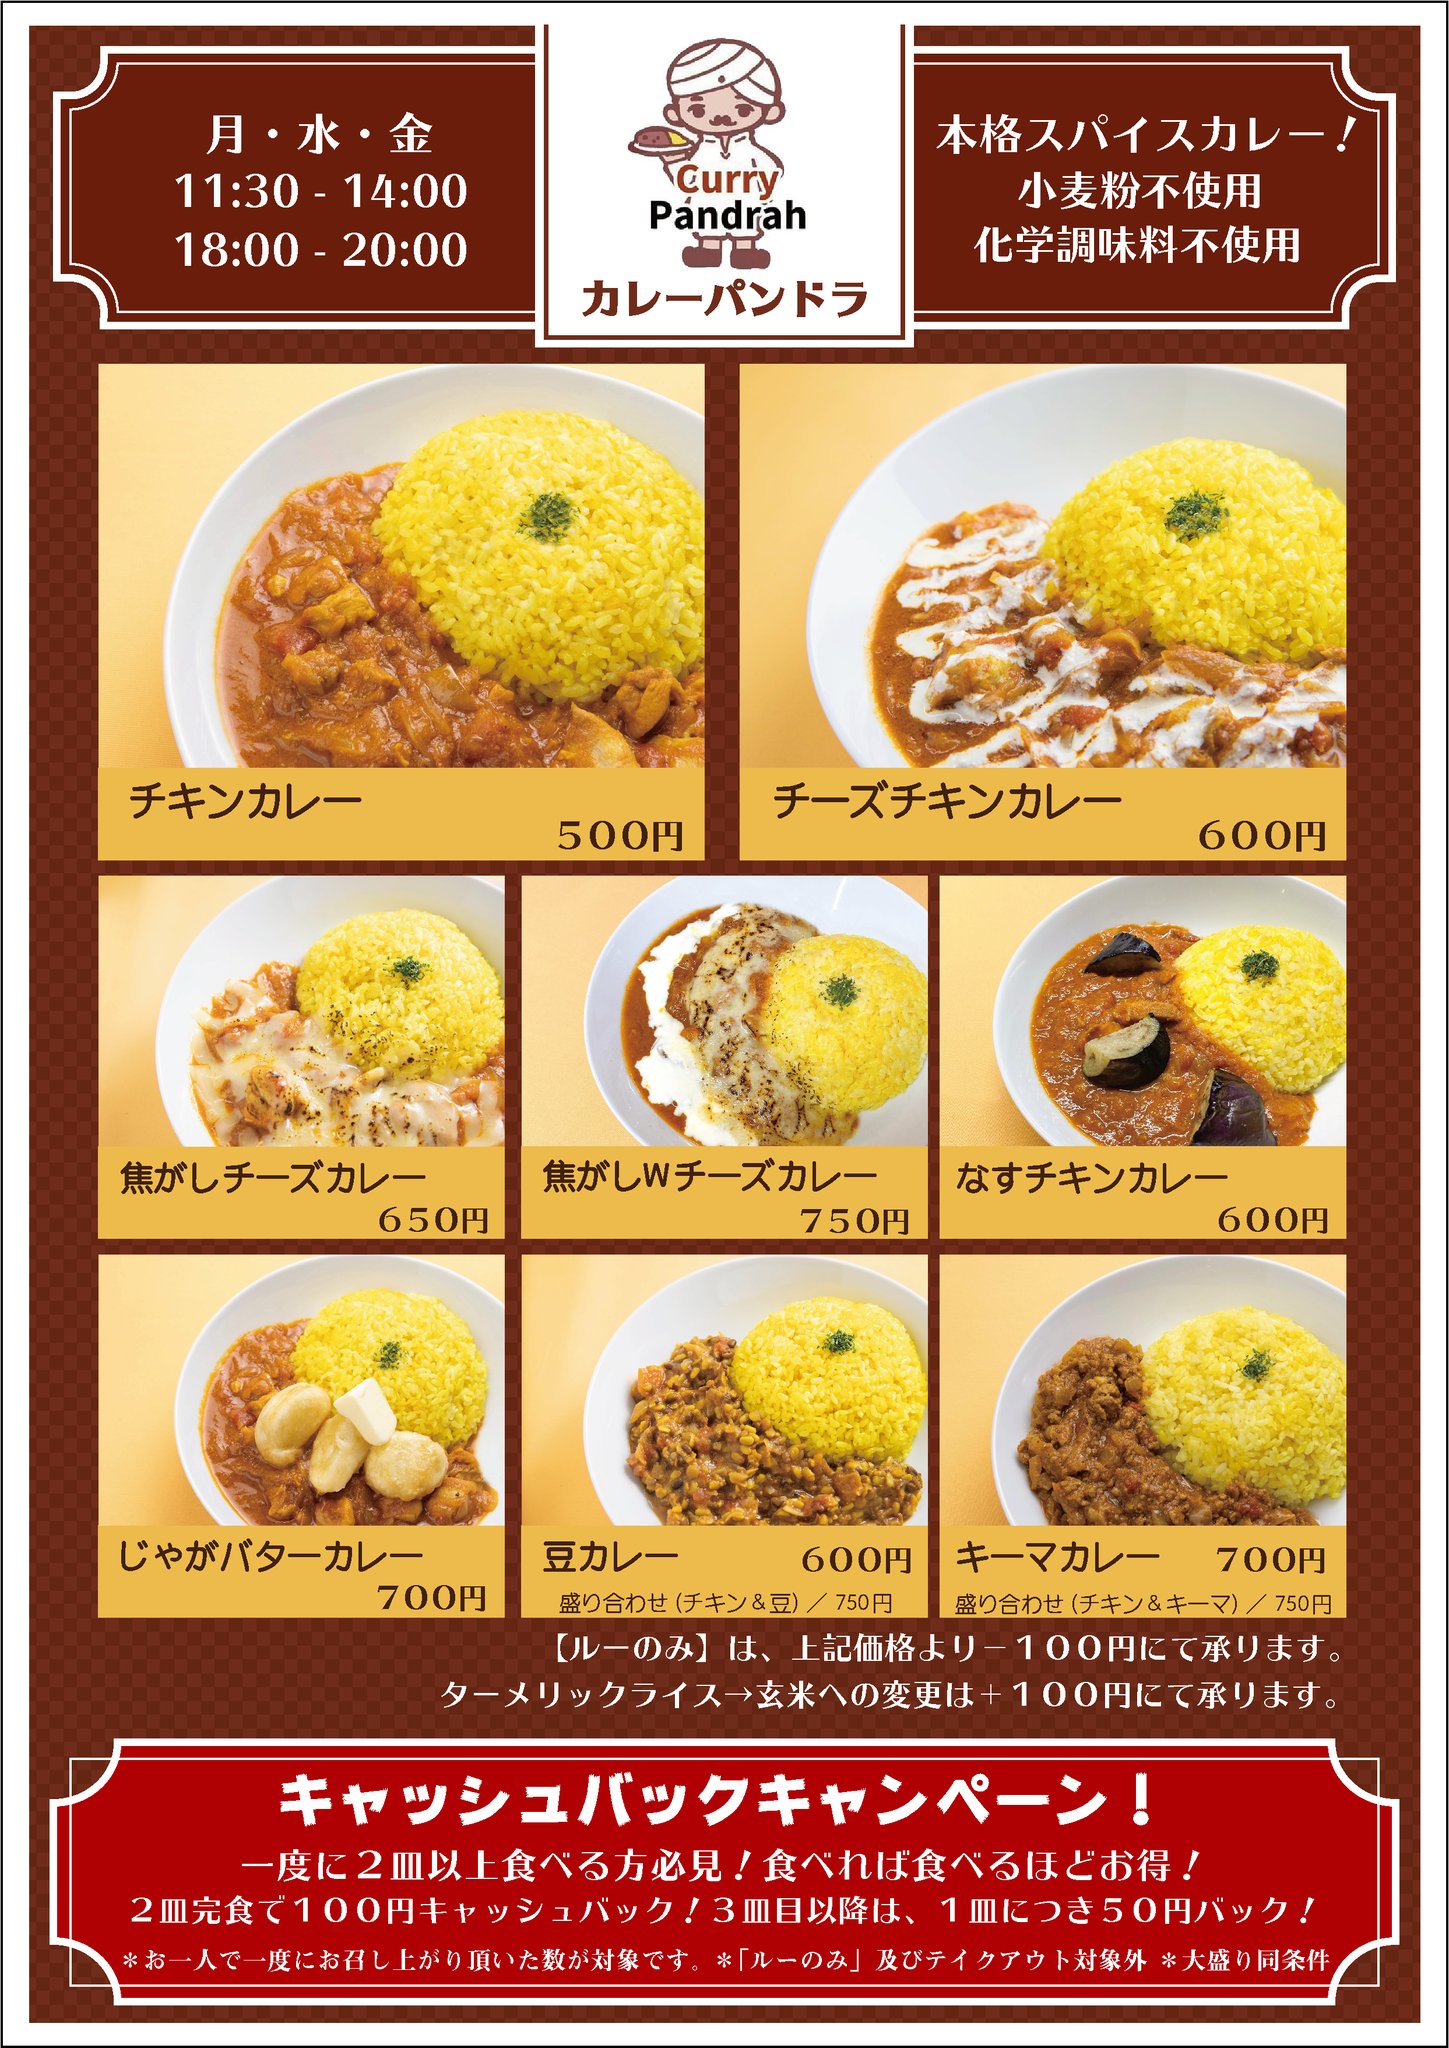 月・水・金
11:30 - 14:00
18:00 - 20:00
Curry
Pandrah
カレーパンドラ
本格スパイスカレー！
小麦粉不使用
化学調味料不使用
チキンカレー
500円
チーズチキンカレー
600円
焦がしチーズカレー
650円
焦がしWチーズカレー
750円
なすチキンカレー
600円
じゃがバターカレー
700円
豆カレー 600円
盛り合わせ（チキン＆豆）／ 750円
キーマカレー 700円
盛り合わせ（チキン＆キーマ）／ 750円
【ルーのみ】は、上記価格より－１００円にて承ります。
ターメリックライス→玄米への変更は＋１００円にて承ります。
キャッシュバックキャンペーン！
一度に２皿以上食べる方必見！食べれば食べるほどお得！
２皿完食で１００円キャッシュバック！３皿目以降は、１皿につき５０円バック！
＊お一人で一度にお召し上がり頂いた数が対象です。＊「ルーのみ」及びテイクアウト対象外 ＊大盛り同条件